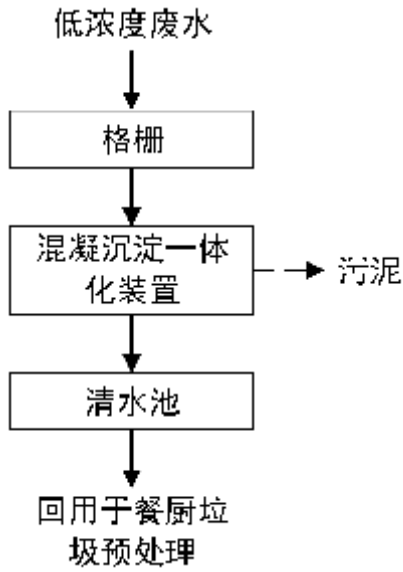 低浓度废水
格栅
混凝沉淀一体
化装置
污泥
清水池
回用于餐厨垃
圾预处理